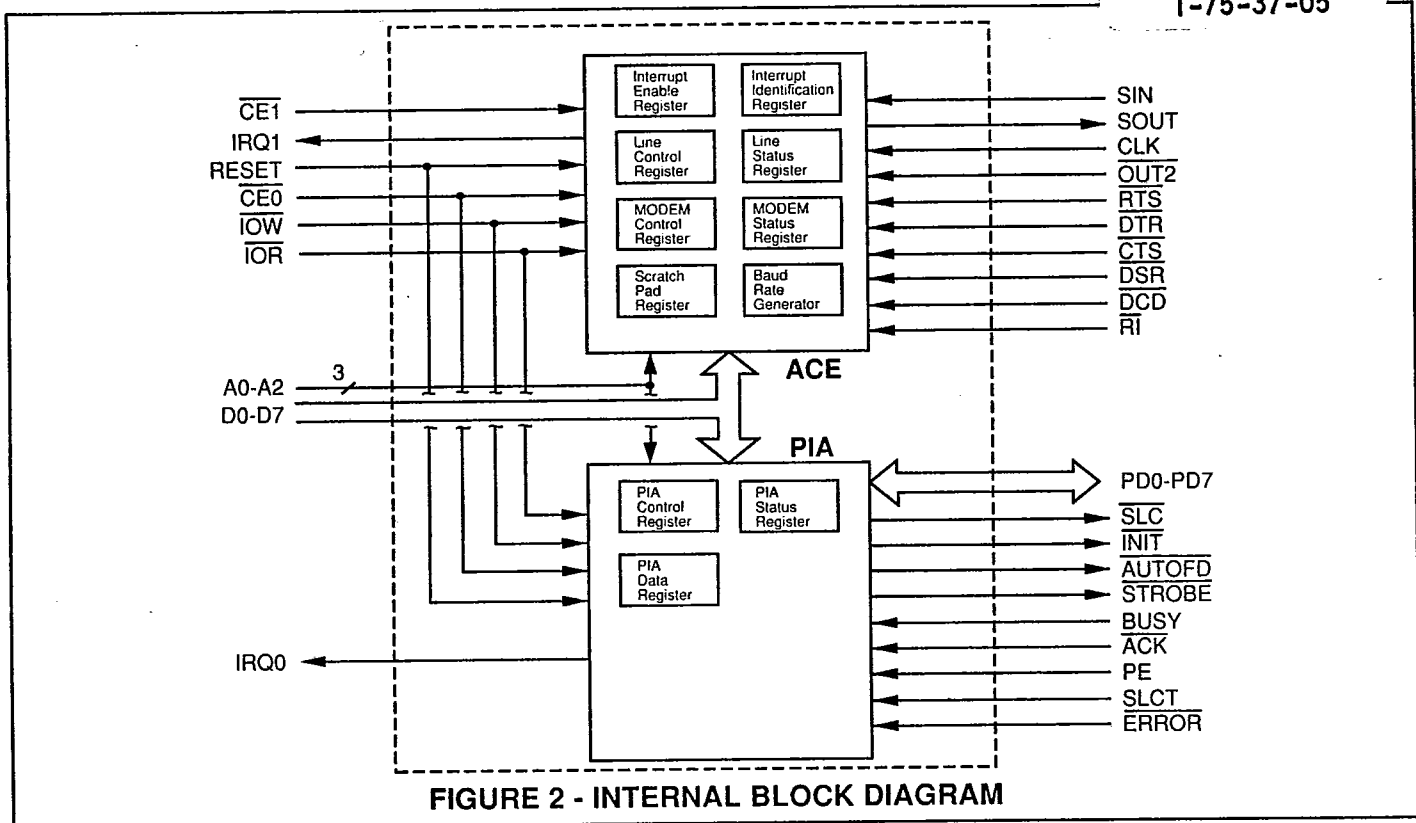 T-75-37-05
Interrupt
Enable
Register
Interrupt
Identification
Register
Line
Control
Register
Line
Status
Register
MODEM
Control
Register
MODEM
Status
Register
Scratch
Pad
Register
Baud
Rate
Generator
ACE
CE1
IRQ1
RESET
CE0
IOW
IOR
A0-A2
3
D0-D7
SIN
SOUT
CLK
OUT2
RTS
DTR
CTS
DSR
DCD
RI
PIA
PIA
Control
Register
PIA
Status
Register
PIA
Data
Register
IRQ0
PD0-PD7
SLC
INIT
AUTOFD
STROBE
BUSY
ACK
PE
SLCT
ERROR
FIGURE 2 - INTERNAL BLOCK DIAGRAM